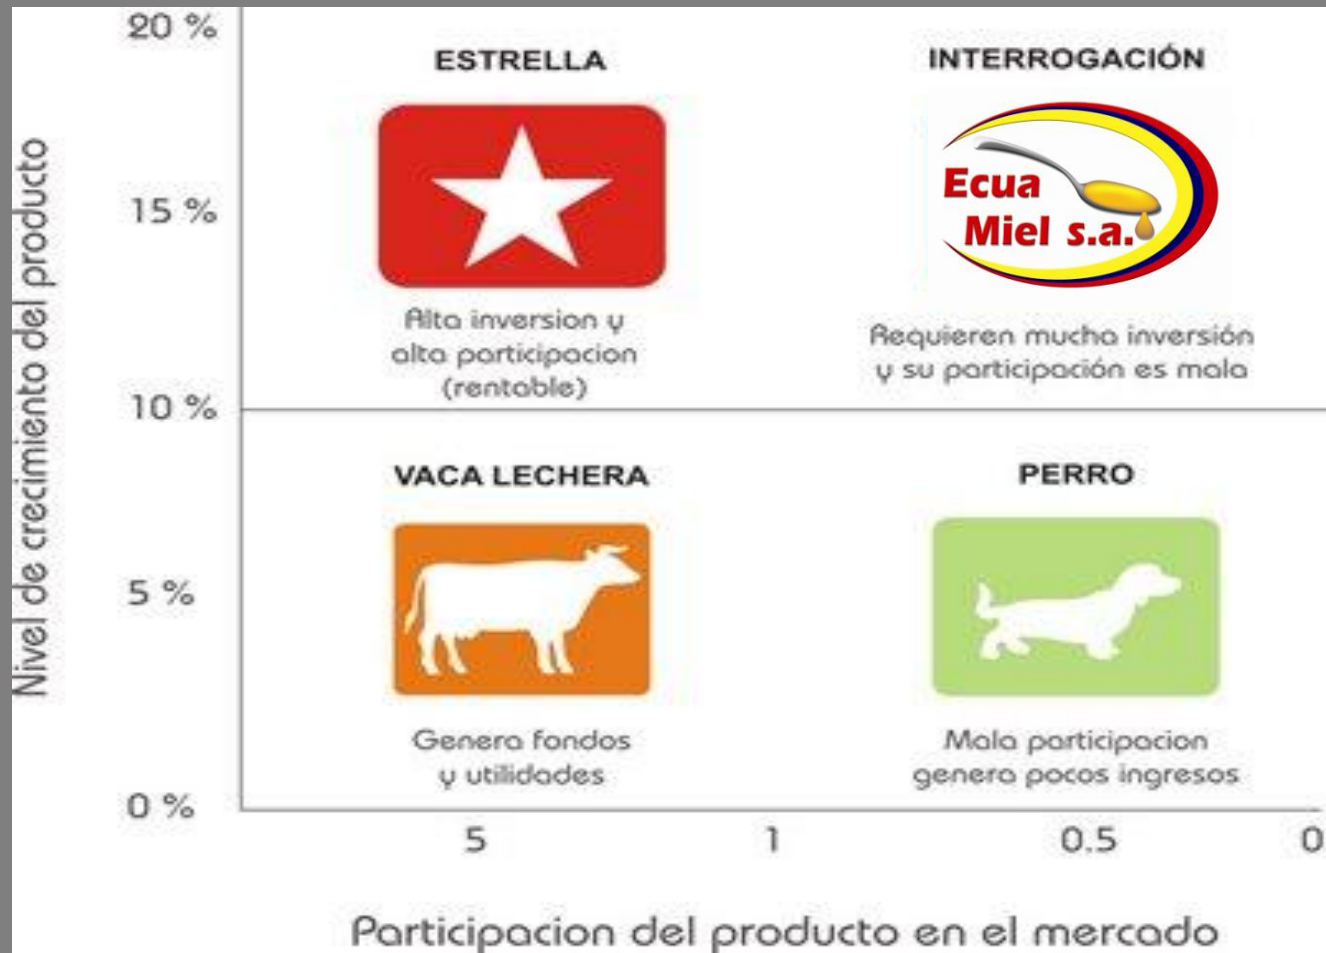 Nivel de crecimiento del producto
20 %
15 %
10 %
5 %
0 %
ESTRELLA
Alta inversion y
alta participacion
(rentable)
INTERROGACIÓN
Ecua
Miel s.a.
Requieren mucha inversión
y su participación es mala
VACA LECHERA
Genera fondos
y utilidades
PERRO
Mala participacion
genera pocos ingresos
5 1 0.5 0
Participacion del producto en el mercado